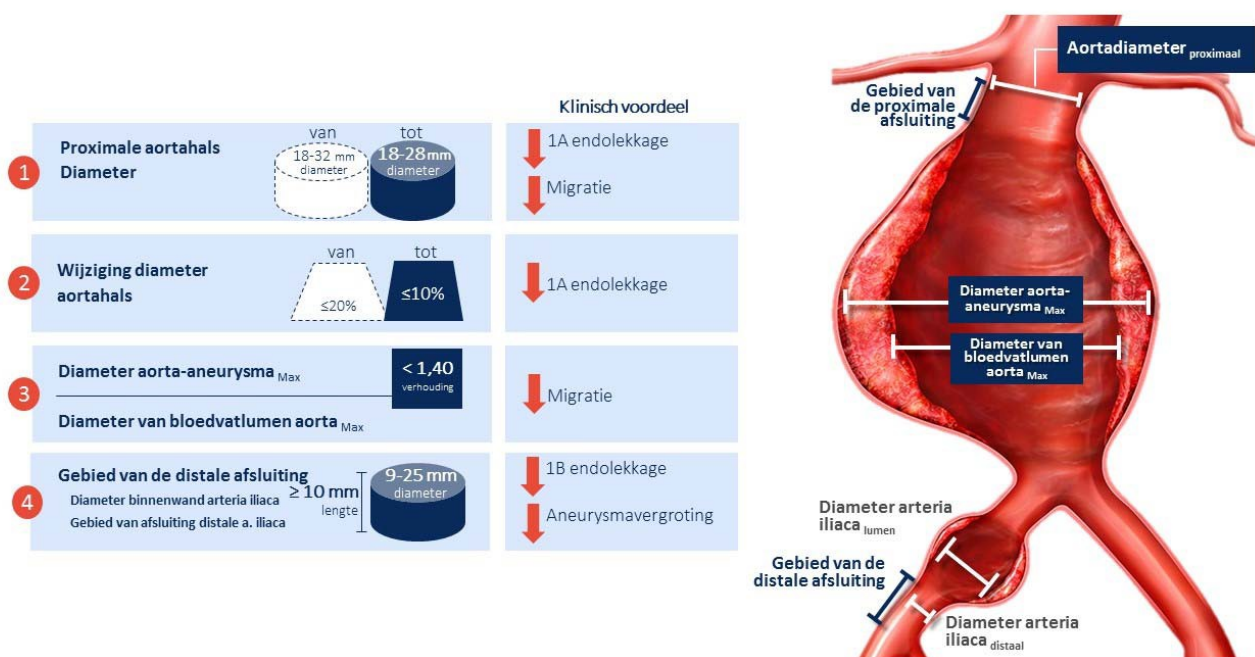 Klinisch voordeel
1
Proximale aortahals
Diameter
van
18-32 mm
diameter
tot
18-28 mm
diameter
1A endolekkage
Migratie
2
Wijziging diameter
aortahals
van
≤20%
tot
≤10%
1A endolekkage
3
Diameter aorta-aneurysma Max
Diameter van bloedvatlumen aorta Max
< 1,40
verhouding
Migratie
4
Gebied van de distale afsluiting
Diameter binnenwand arteria iliaca
Gebied van afsluiting distale a. iliaca
≥ 10 mm
lengte
9-25 mm
diameter
1B endolekkage
Aneurysmavergroting
Aortadiameter proximaal
Gebied van
de proximale
afsluiting
Diameter aorta-
aneurysma Max
Diameter van
bloedvatlumen
aorta Max
Diameter arteria
iliaca lumen
Gebied van de
distale afsluiting
Diameter arteria
iliaca distaal